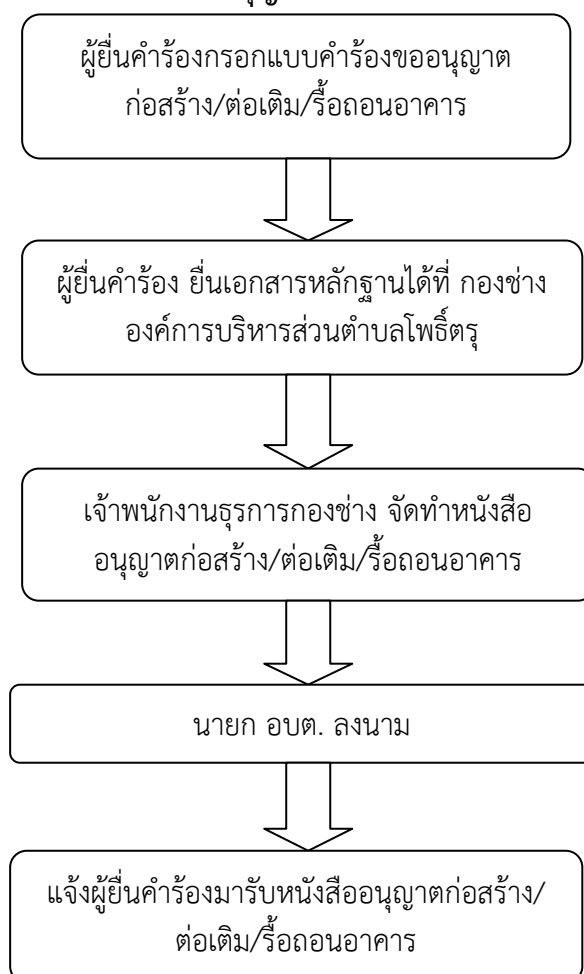 ผู้ยื่นคำร้องกรอกแบบคำร้องขออนุญาต
ก่อสร้าง/ต่อเติม/รื้อถอนอาคาร
ผู้ยื่นคำร้อง ยื่นเอกสารหลักฐานได้ที่ กองช่าง
องค์การบริหารส่วนตำบลโพธิ์ตรุ
เจ้าพนักงานธุรการกองช่าง จัดทำหนังสือ
อนุญาตก่อสร้าง/ต่อเติม/รื้อถอนอาคาร
นายก อบต. ลงนาม
แจ้งผู้ยื่นคำร้องมารับหนังสืออนุญาตก่อสร้าง/
ต่อเติม/รื้อถอนอาคาร